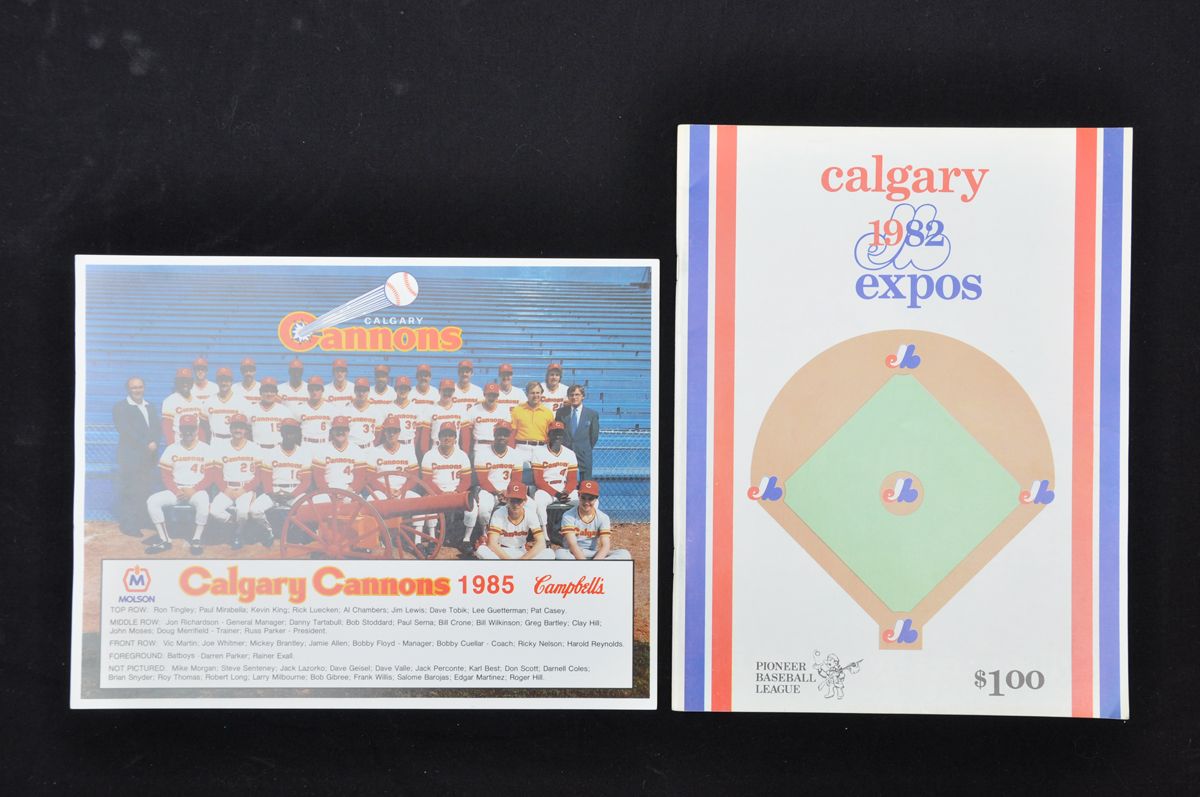 CALGARY
Cannons
MOLSON
Calgary Cannons 1985
Campbell's
TOP ROW: Ron Tingley; Paul Mirabella; Kevin King; Rick Luecken; Al Chambers; Jim Lewis; Dave Tobik; Lee Guetterman; Pat Casey.
MIDDLE ROW: Jon Richardson - General Manager; Danny Tartabull; Bob Stoddard; Paul Serna; Bill Crone; Bill Wilkinson; Greg Bartley; Clay Hill;
John Moses; Doug Merrifield - Trainer; Russ Parker - President.
FRONT ROW: Vic Martin; Joe Whitmer; Mickey Brantley; Jamie Allen; Bobby Floyd - Manager; Bobby Cuellar - Coach; Ricky Nelson; Harold Reynolds.
FOREGROUND: Batboys - Darren Parker; Rainer Exall.
NOT PICTURED: Mike Morgan; Steve Senteney; Jack Lazorko; Dave Geisel; Dave Valle; Jack Perconte; Karl Best; Don Scott; Darnell Coles;
Brian Snyder; Roy Thomas; Robert Long; Larry Milbourne; Bob Gibree; Frank Willis; Salome Barojas; Edgar Martinez; Roger Hill.
calgary
1982
expos
PIONEER
BASEBALL
LEAGUE
$1.00